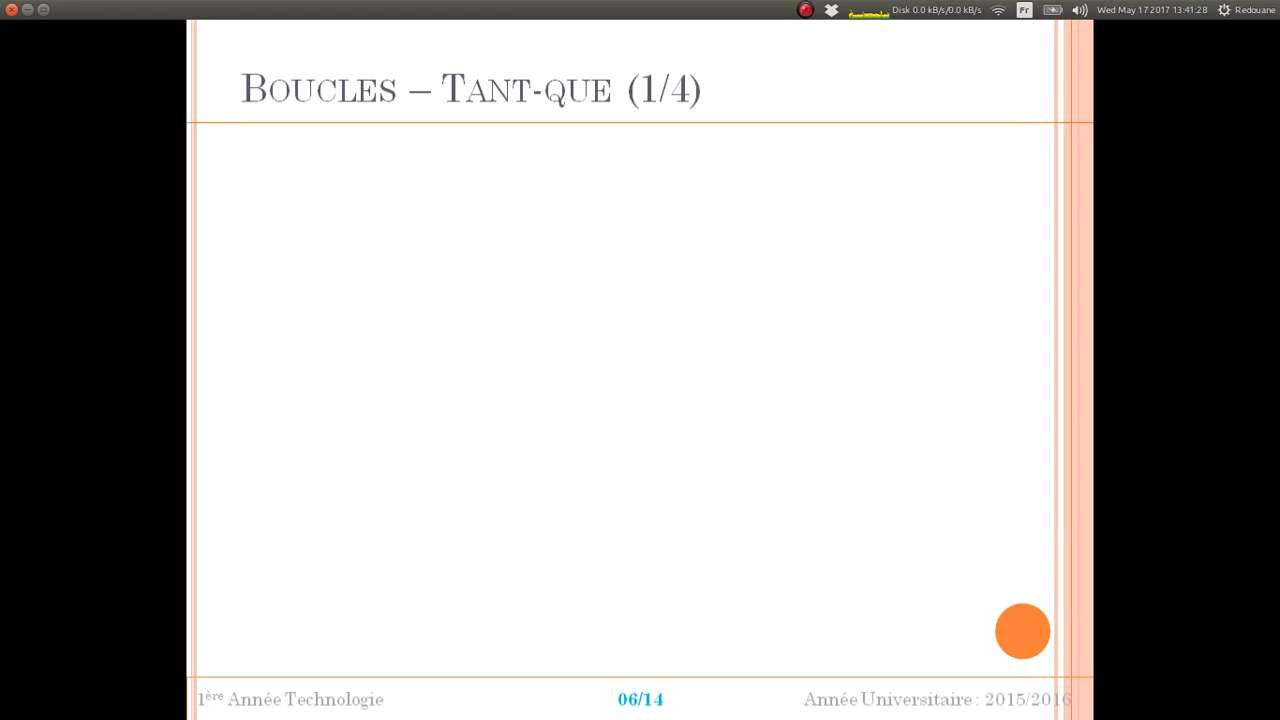 Disk 0.0 kB/s/0.0 kB/s Fr Wed May 17 2017 13:41:28 Redouane
BOUCLES – TANT-QUE (1/4)
1ère Année Technologie 06/14 Année Universitaire : 2015/2016